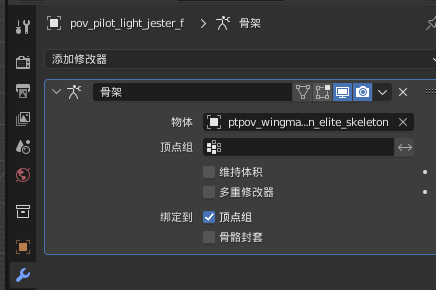 pov_pilot_light_jester_f > 骨架
添加修改器
骨架
物体 ptpov_wingma...n_elite_skeleton
顶点组
维持体积
多重修改器
绑定到 顶点组
骨骼封套